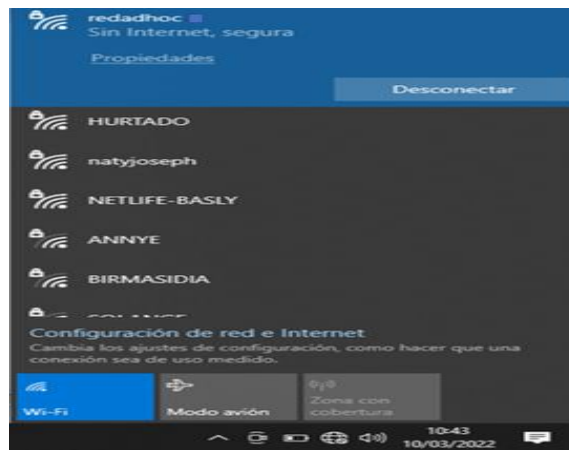 redadhoc
Sin Internet, segura
Propiedades
Desconectar
HURTADO
natyjoseph
NETLIFE-BASLY
ANNYE
BIRMASIDIA
Configuración de red e Internet
Cambia los ajustes de configuración, como hacer que una
conexión sea de uso medido.
Wi-Fi
Modo avión
Zona con
cobertura
10:43
10/03/2022